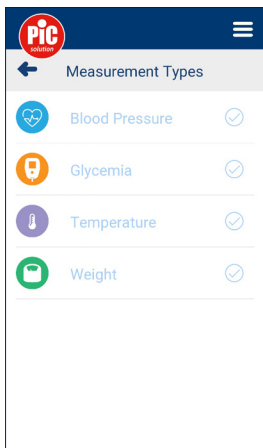 PiC
solution
Measurement Types
Blood Pressure
Glycemia
Temperature
Weight